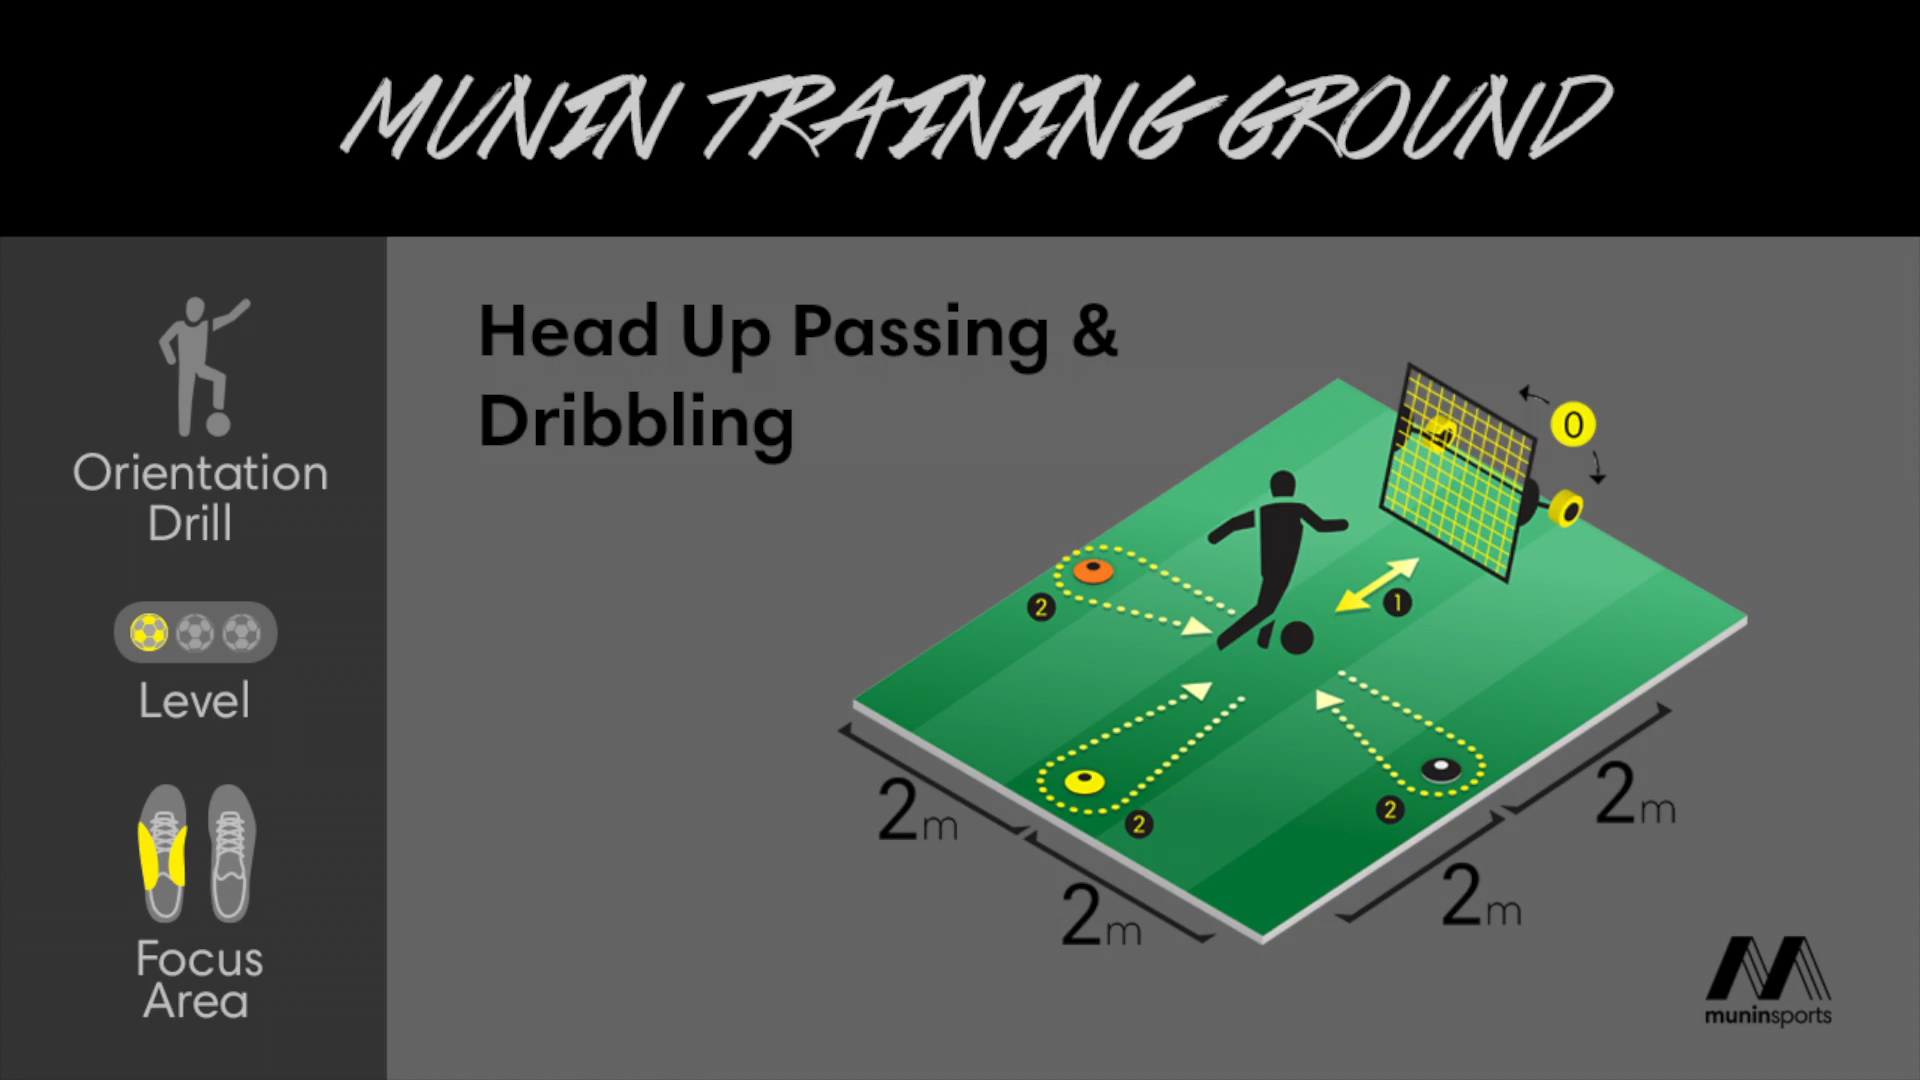 MUNIN TRAINING GROUND
Orientation
Drill
Level
Focus
Area
Head Up Passing &
Dribbling
0
1
2
2
2
2m
2m
2m
2m
muninsports